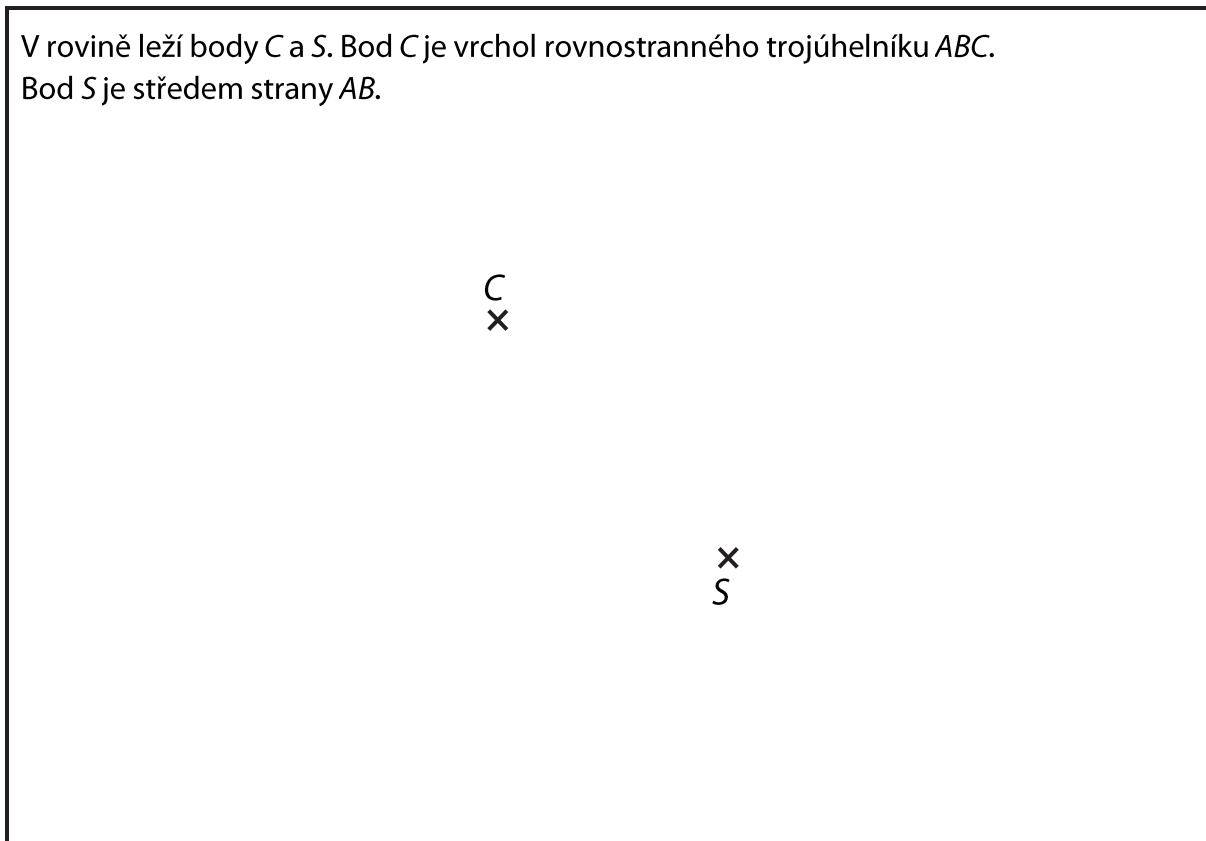 V rovině leží body C a S. Bod C je vrchol rovnostranného trojúhelníku ABC.
Bod S je středem strany AB.
C
S